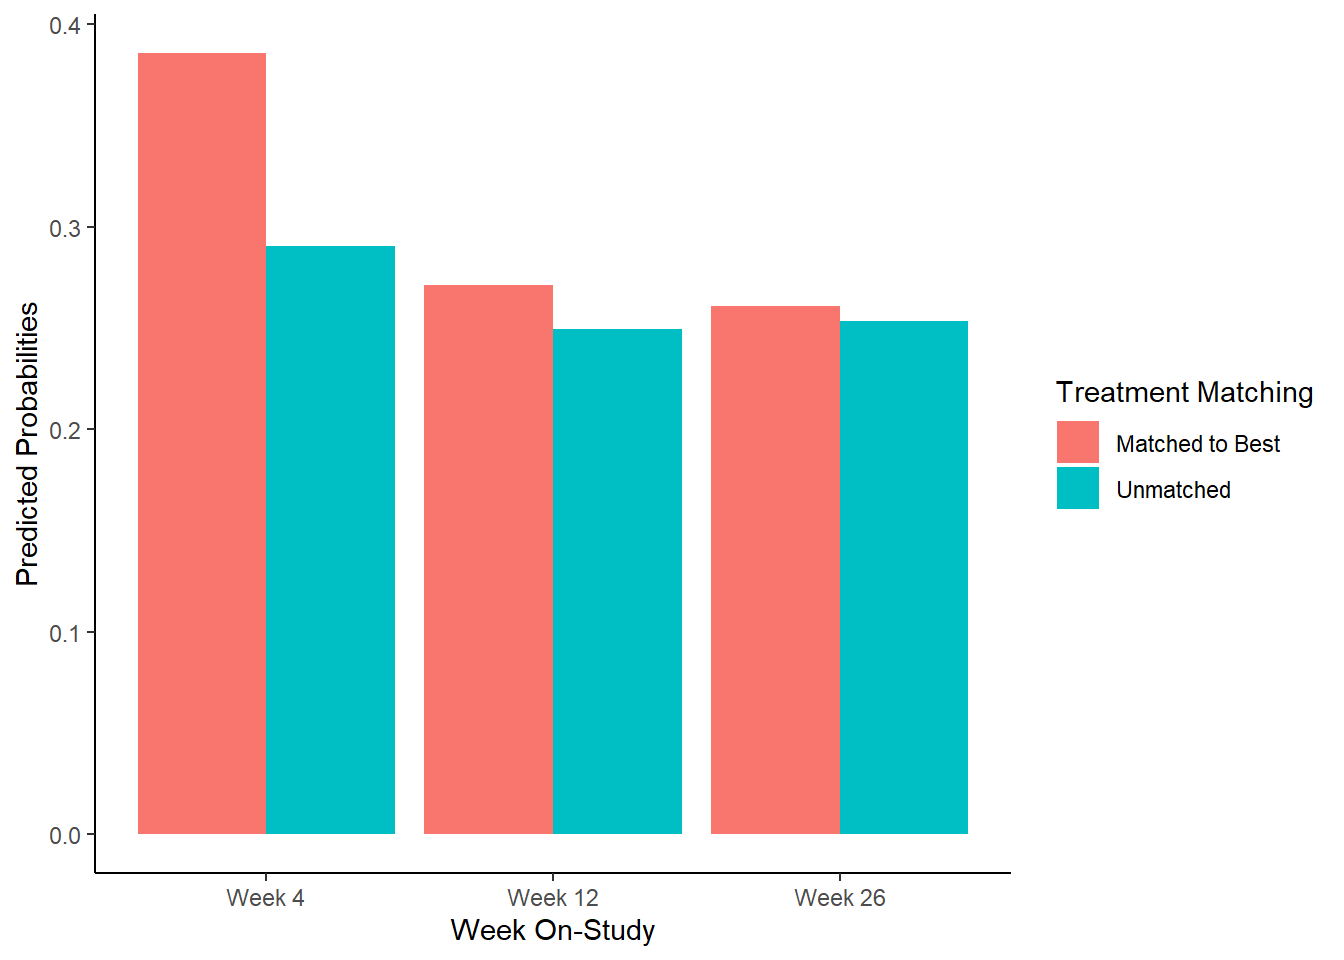 0.4
0.3
0.2
0.1
0.0
Predicted Probabilities
Week 4
Week 12
Week 26
Week On-Study
Treatment Matching
Matched to Best
Unmatched